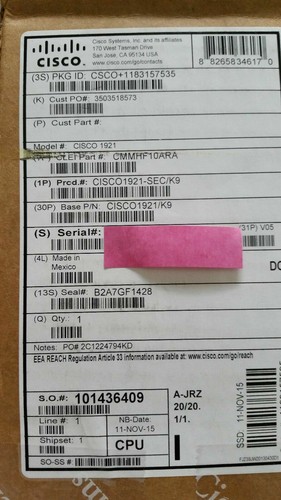 CISCO
Cisco Systems, Inc. and its affiliates
170 West Tasman Drive
San Jose, CA 95134 USA
www.cisco.com/go/contacts
8 8265834617 0
(3S) PKG ID: CSCO+1183157535
(K) Cust PO#: 3503518573
(P) Cust Part #:
Model #: CISCO 1921
CLEI Part #: CMMHF10ARA
(1P) Prod.#: CISCO1921-SEC/K9
(30P) Base P/N: CISCO1921/K9
(S) Serial#:
(31P) V05
(4L) Made in
Mexico
(13S) Seal#: B2A7GF1428
(Q) Qty.: 1
Notes: PO# 2C1224794KD
EEA REACH Regulation Article 33 information available at: www.cisco.com/go/reach
S.O.#: 101436409
Line #: 1
NB-Date:
11-NOV-15
Shipset: 1
CPU
SO-SS #:
A-JRZ
20/20.
1/1.
SSD 11-NOV-15